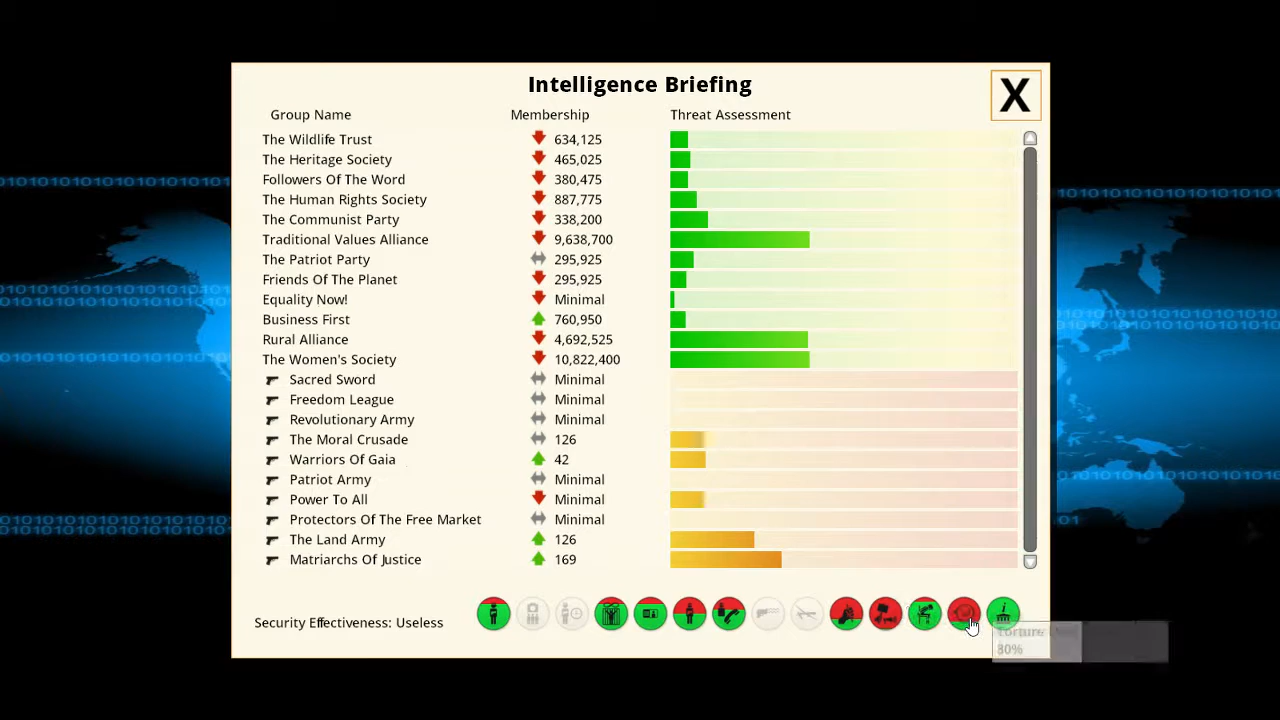 Intelligence Briefing
X
Group Name Membership Threat Assessment
The Wildlife Trust 634,125
The Heritage Society 465,025
Followers Of The Word 380,475
The Human Rights Society 887,775
The Communist Party 338,200
Traditional Values Alliance 9,638,700
The Patriot Party 295,925
Friends Of The Planet 295,925
Equality Now! Minimal
Business First 760,950
Rural Alliance 4,692,525
The Women's Society 10,822,400
Sacred Sword Minimal
Freedom League Minimal
Revolutionary Army Minimal
The Moral Crusade 126
Warriors Of Gaia 42
Patriot Army Minimal
Power To All Minimal
Protectors Of The Free Market Minimal
The Land Army 126
Matriarchs Of Justice 169
Security Effectiveness: Useless
Torture
80%